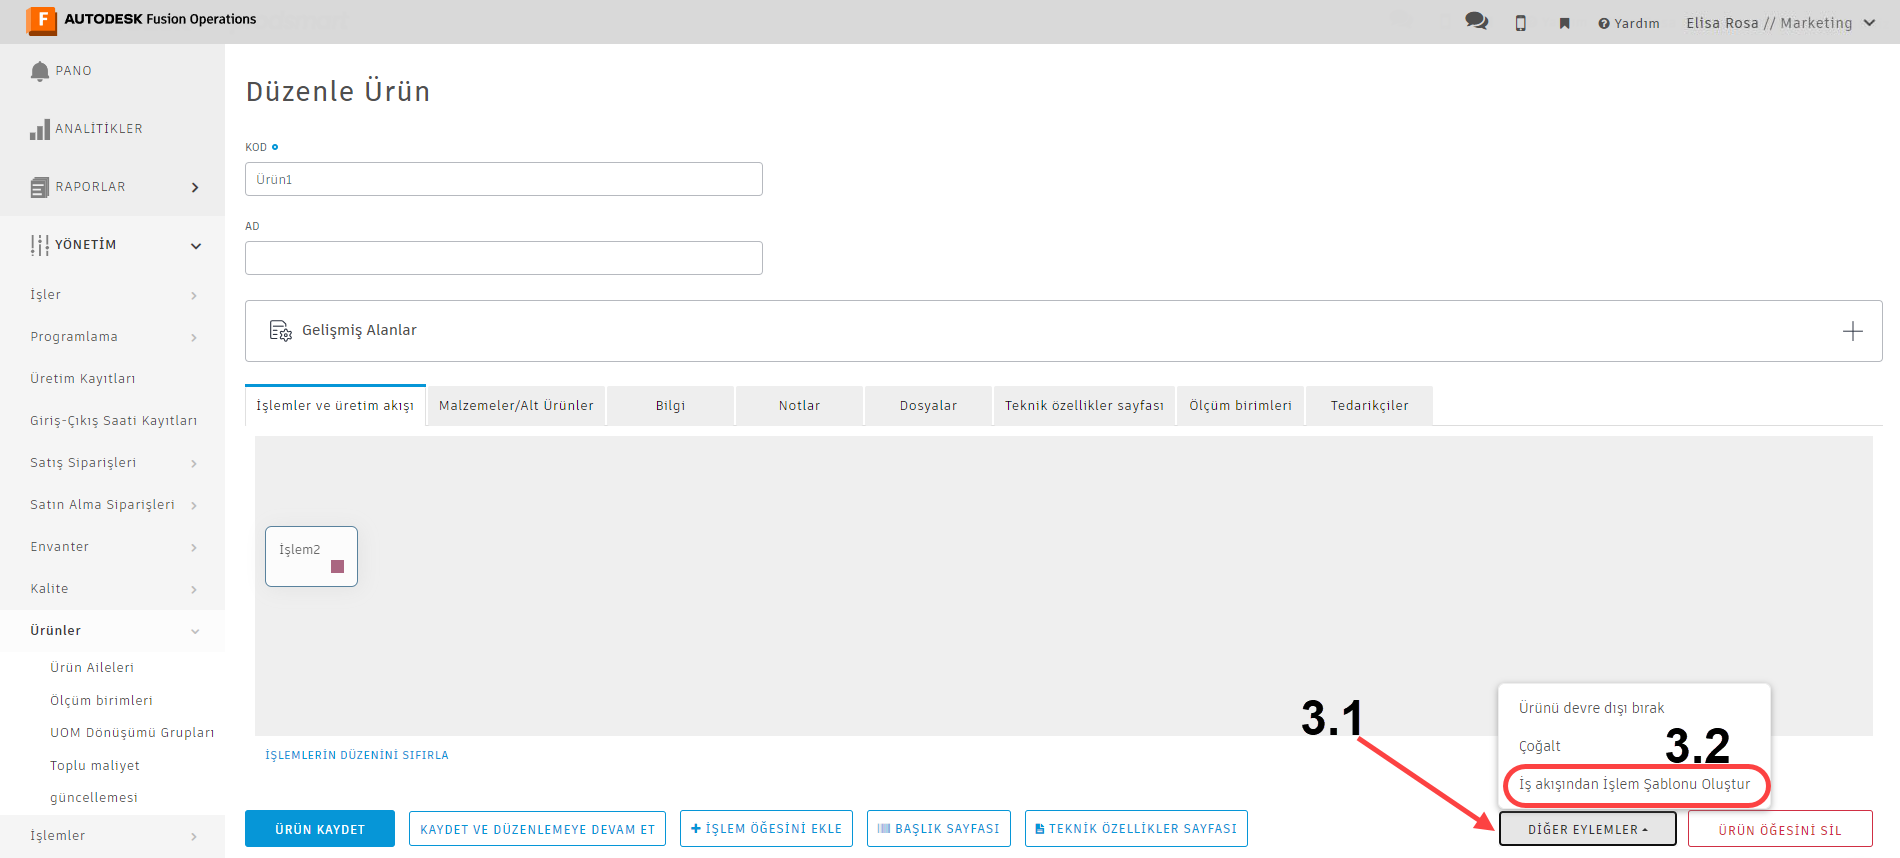 AUTODESK Fusion Operations
Yardım
Elisa Rosa // Marketing
PANO
ANALİTİKLER
RAPORLAR
YÖNETİM
İşler
Programlama
Üretim Kayıtları
Giriş-Çıkış Saati Kayıtları
Satış Siparişleri
Satın Alma Siparişleri
Envanter
Kalite
Ürünler
Ürün Aileleri
Ölçüm birimleri
UOM Dönüşümü Grupları
Toplu maliyet
güncellemesi
İşlemler
Düzenle Ürün
KOD
Ürün1
AD
Gelişmiş Alanlar
İşlemler ve üretim akışı
Malzemeler/Alt Ürünler
Bilgi
Notlar
Dosyalar
Teknik özellikler sayfası
Ölçüm birimleri
Tedarikçiler
İşlem2
İŞLEMLERİN DÜZENİNİ SIFIRLA
3.1
Ürünü devre dışı bırak
Çoğalt
3.2
İş akışından İşlem Şablonu Oluştur
ÜRÜN KAYDET
KAYDET VE DÜZENLEMEYE DEVAM ET
İŞLEM ÖĞESİNİ EKLE
BAŞLIK SAYFASI
TEKNİK ÖZELLİKLER SAYFASI
DİĞER EYLEMLER
ÜRÜN ÖĞESİNİ SİL